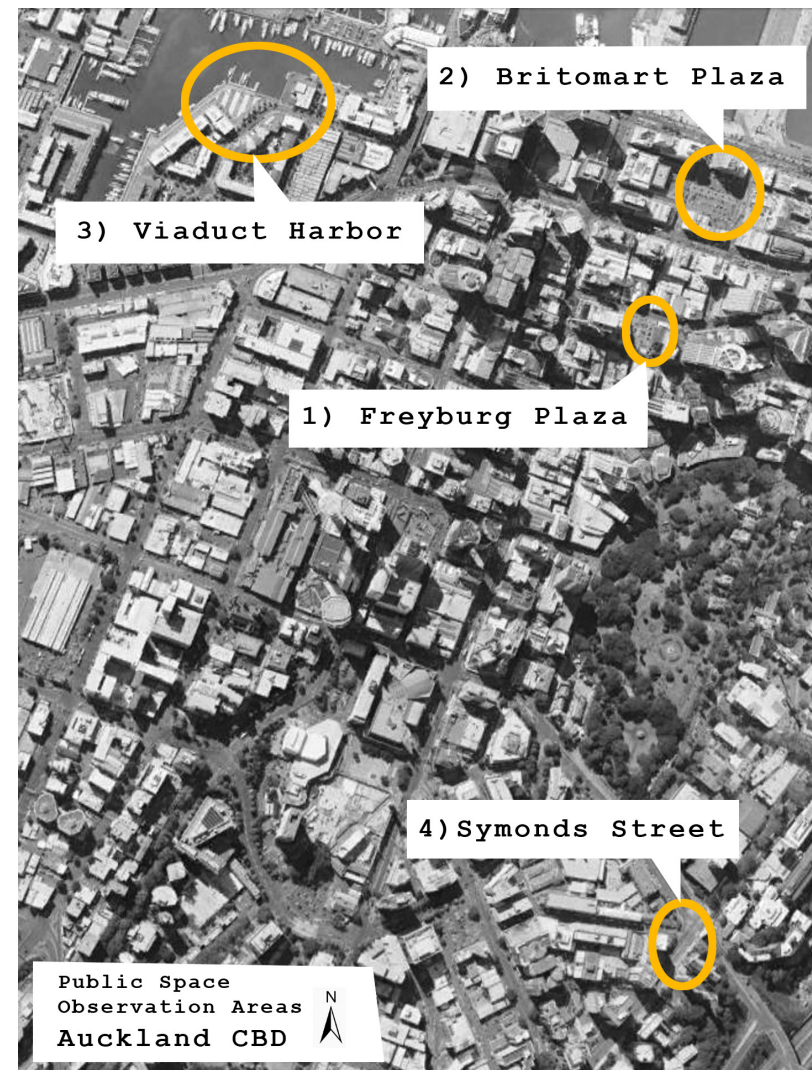 2) Britomart Plaza
3) Viaduct Harbor
1) Freyburg Plaza
4)Symonds Street
Public Space
Observation Areas
Auckland CBD
N